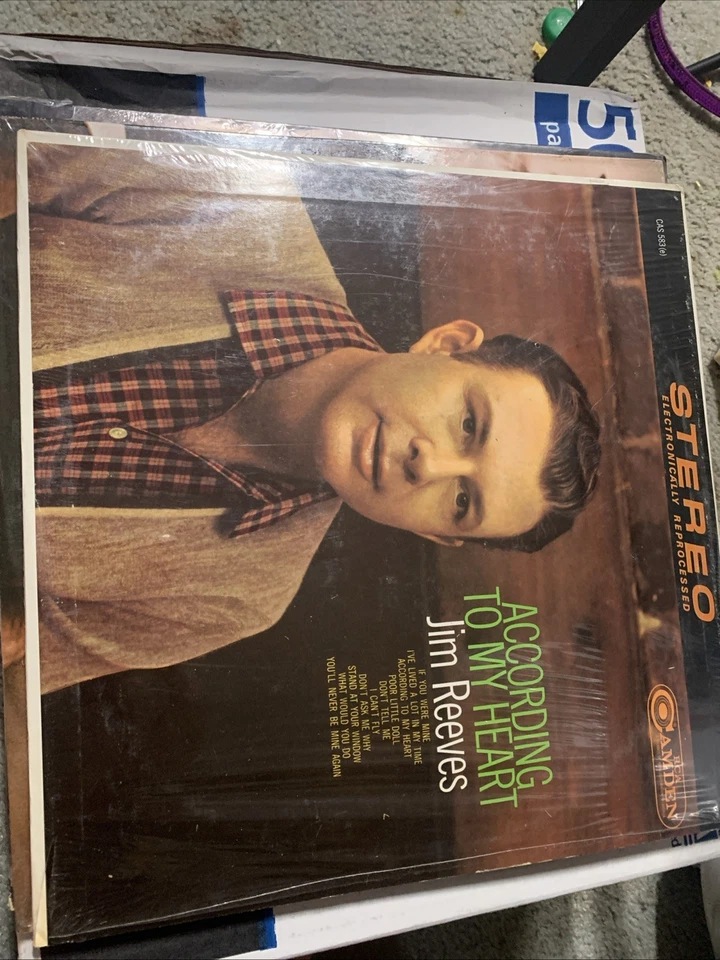 CAS 583(e)
STEREO
ELECTRONICALLY REPROCESSED
RCA
CAMDEN
ACCORDING
TO MY HEART
Jim Reeves
IF YOU WERE MINE
I'VE LIVED A LOT IN MY TIME
ACCORDING TO MY HEART
POOR LITTLE DOLL
DON'T TELL ME
I CAN'T FLY
DON'T ASK ME WHY
STAND AT YOUR WINDOW
WHAT WOULD YOU DO
YOU'LL NEVER BE MINE AGAIN
pa